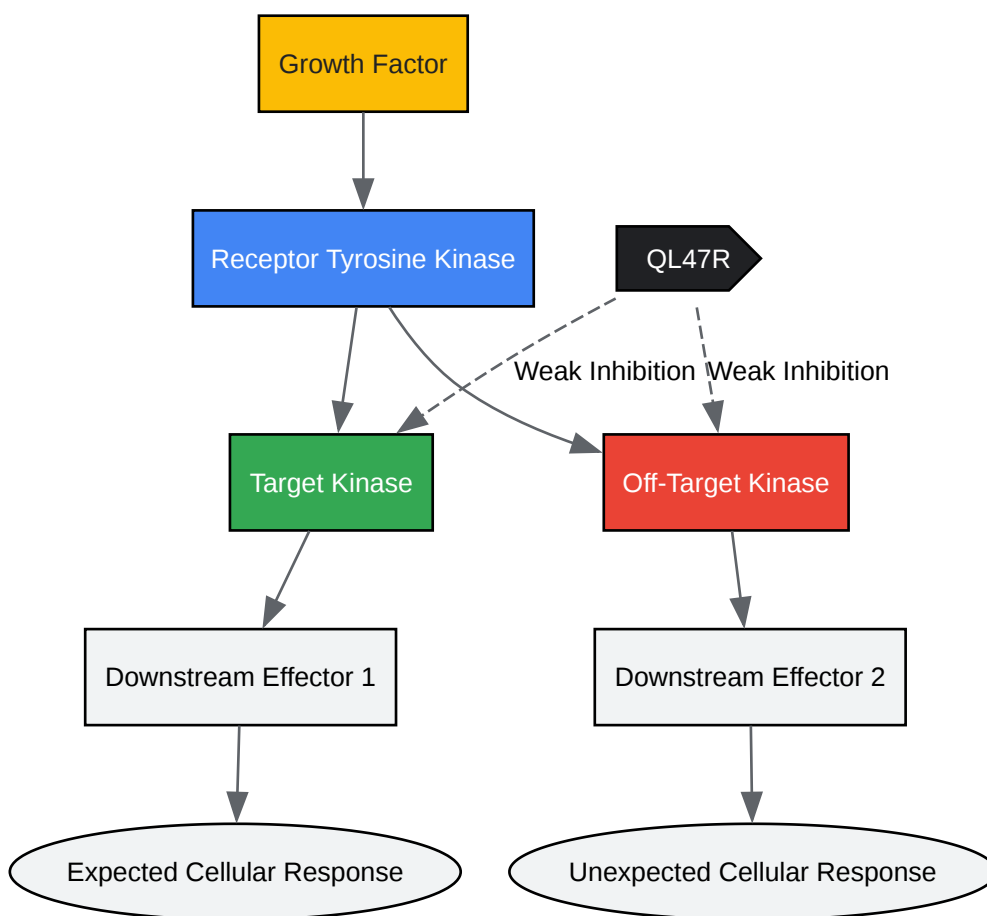 Growth Factor
Receptor Tyrosine Kinase
QL47R
Weak Inhibition
Weak Inhibition
Target Kinase
Off-Target Kinase
Downstream Effector 1
Downstream Effector 2
Expected Cellular Response
Unexpected Cellular Response